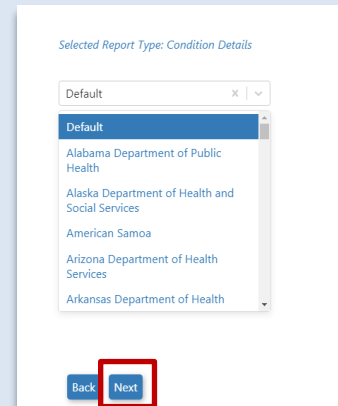 Selected Report Type: Condition Details
Default
Default
Alabama Department of Public
Health
Alaska Department of Health and
Social Services
American Samoa
Arizona Department of Health
Services
Arkansas Department of Health
Back Next